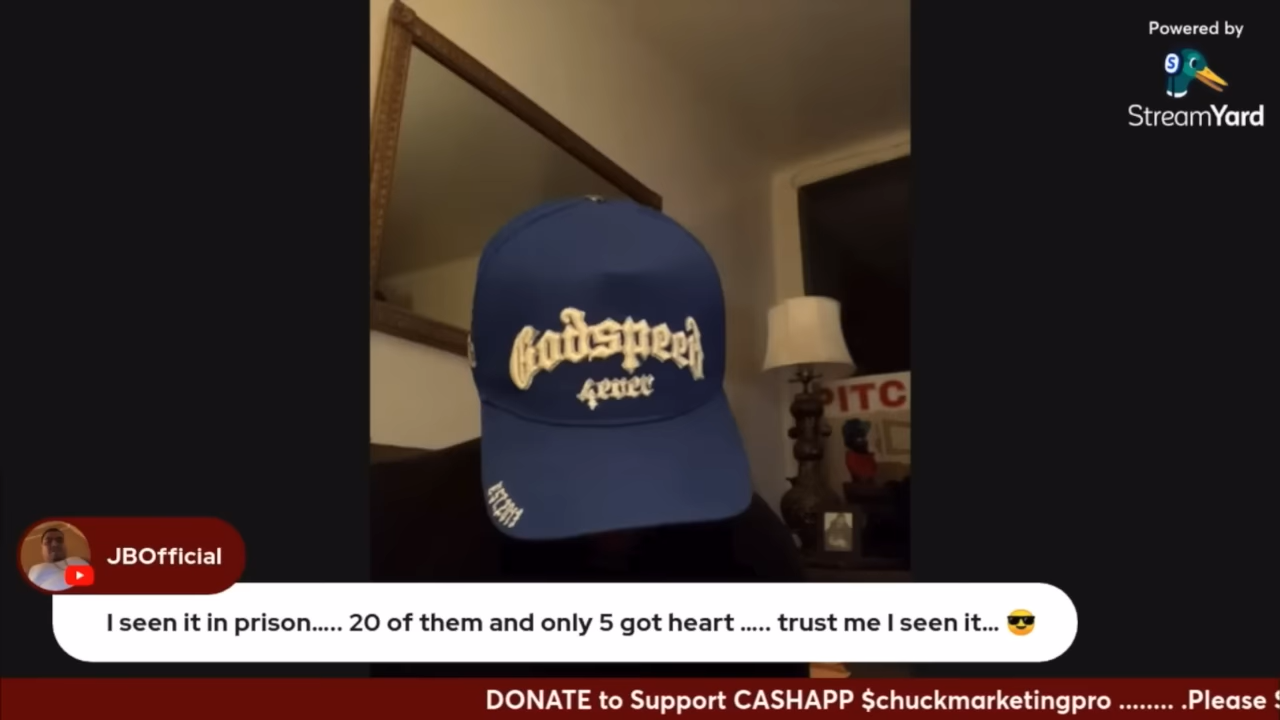 Powered by
StreamYard
Godspeed
4ever
PITC
JBOfficial
I seen it in prison..... 20 of them and only 5 got heart ..... trust me I seen it... 😎
DONATE to Support CASHAPP $chuckmarketingpro ........ .Please S